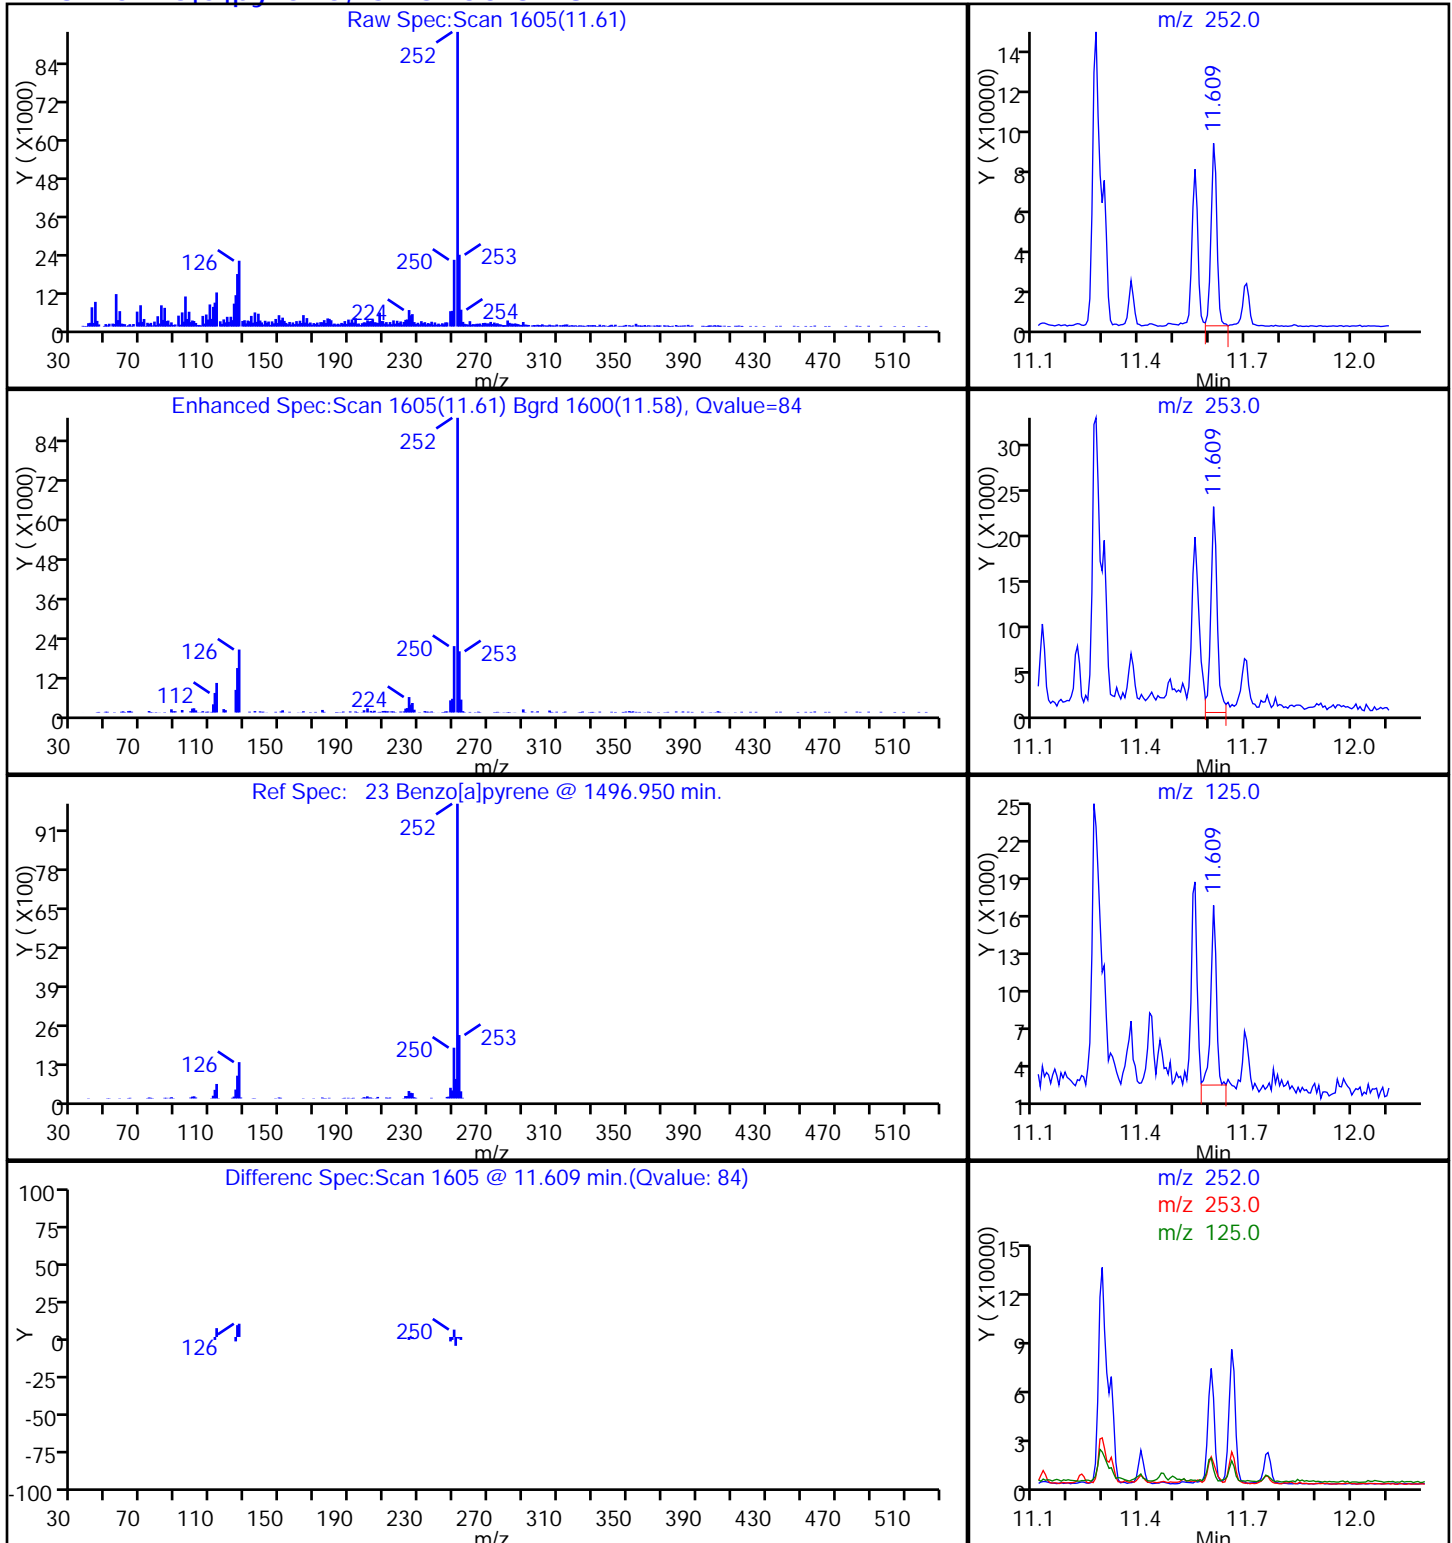 Raw Spec:Scan 1605(11.61)
Y ( X1000)
84
72
60
48
36
24
12
0
252
126
250
253
224
254
30 70 110 150 190 230 270 310 350 390 430 470 510
m/z
m/z 252.0
Y ( X10000)
14
12
10
8
6
4
2
0
11.609
11.1 11.4 11.7 12.0
Min
Enhanced Spec:Scan 1605(11.61) Bgrd 1600(11.58), Qvalue=84
Y ( X1000)
84
72
60
48
36
24
12
0
252
126
250
253
112
224
30 70 110 150 190 230 270 310 350 390 430 470 510
m/z
m/z 253.0
Y ( X1000)
30
25
20
15
10
5
0
11.609
11.1 11.4 11.7 12.0
Min
Ref Spec: 23 Benzo[a]pyrene @ 1496.950 min.
Y ( X100)
91
78
65
52
39
26
13
0
252
126
250
253
30 70 110 150 190 230 270 310 350 390 430 470 510
m/z
m/z 125.0
Y ( X1000)
25
22
19
16
13
10
7
4
1
11.609
11.1 11.4 11.7 12.0
Min
Differenc Spec:Scan 1605 @ 11.609 min.(Qvalue: 84)
Y
100
75
50
25
0
-25
-50
-75
-100
126
250
30 70 110 150 190 230 270 310 350 390 430 470 510
m/z
m/z 252.0
m/z 253.0
m/z 125.0
Y ( X10000)
15
12
9
6
3
0
11.1 11.4 11.7 12.0
Min